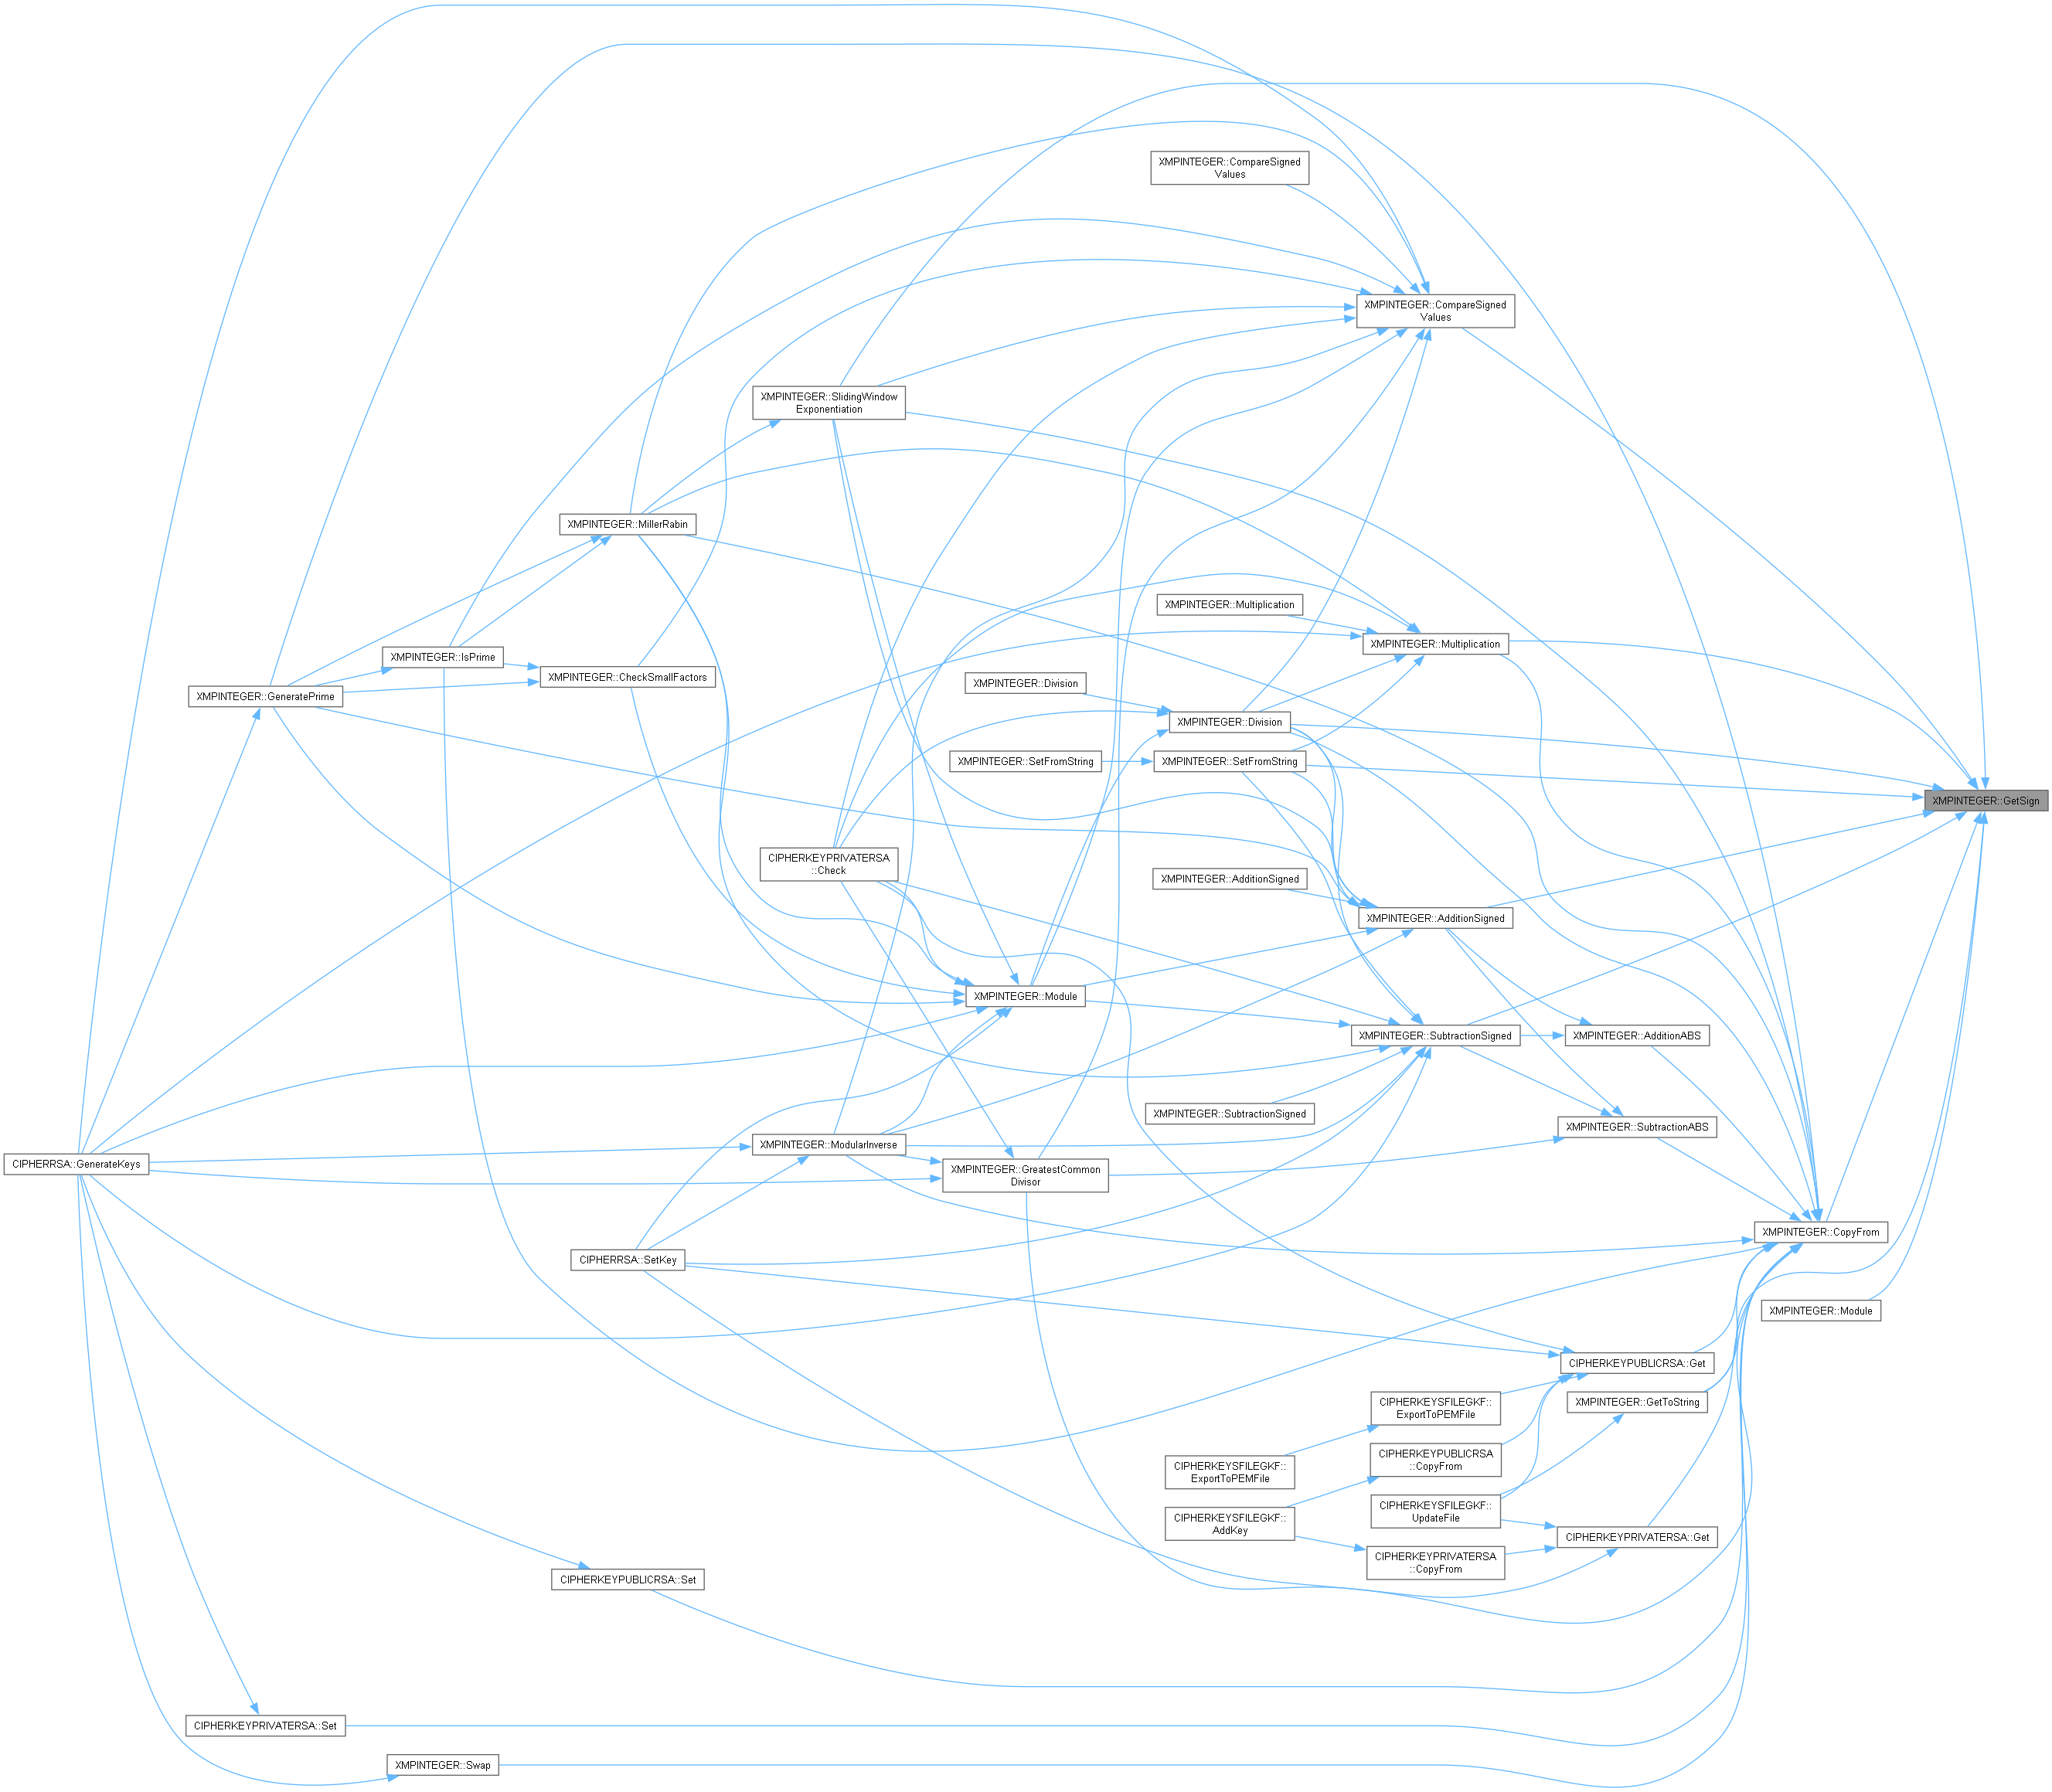 XMPINTEGER::CompareSigned
Values
XMPINTEGER::CompareSigned
Values
XMPINTEGER::SlidingWindow
Exponentiation
XMPINTEGER::MillerRabin
XMPINTEGER::Multiplication
XMPINTEGER::Multiplication
XMPINTEGER::IsPrime
XMPINTEGER::CheckSmallFactors
XMPINTEGER::Division
XMPINTEGER::GeneratePrime
XMPINTEGER::Division
XMPINTEGER::SetFromString
XMPINTEGER::SetFromString
XMPINTEGER::GetSign
CIPHERKEYPRIVATERSA
::Check
XMPINTEGER::AdditionSigned
XMPINTEGER::AdditionSigned
XMPINTEGER::Module
XMPINTEGER::SubtractionSigned
XMPINTEGER::AdditionABS
XMPINTEGER::SubtractionSigned
XMPINTEGER::SubtractionABS
XMPINTEGER::ModularInverse
CIPHERRSA::GenerateKeys
XMPINTEGER::GreatestCommon
Divisor
XMPINTEGER::CopyFrom
CIPHERRSA::SetKey
XMPINTEGER::Module
CIPHERKEYPUBLICRSA::Get
CIPHERKEYSFILEGKF::
ExportToPEMFile
XMPINTEGER::GetToString
CIPHERKEYPUBLICRSA
::CopyFrom
CIPHERKEYSFILEGKF::
ExportToPEMFile
CIPHERKEYSFILEGKF::
UpdateFile
CIPHERKEYSFILEGKF::
AddKey
CIPHERKEYPRIVATERSA::Get
CIPHERKEYPRIVATERSA
::CopyFrom
CIPHERKEYPUBLICRSA::Set
CIPHERKEYPRIVATERSA::Set
XMPINTEGER::Swap